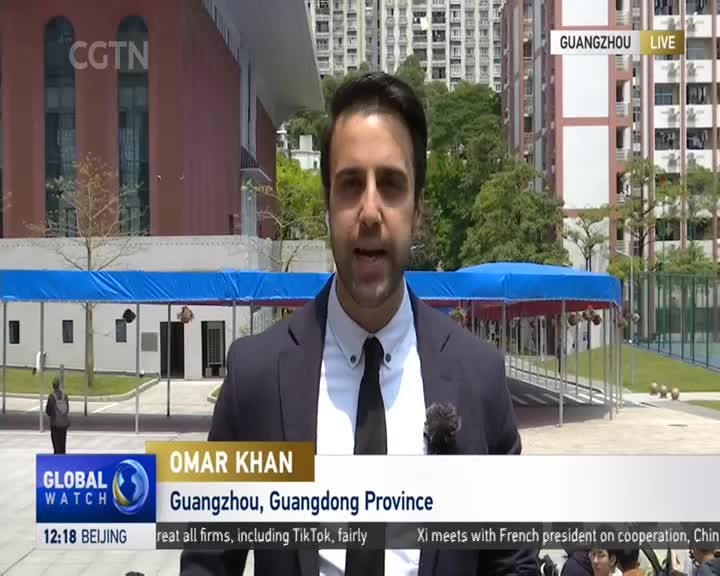 CGTN
GUANGZHOU LIVE
OMAR KHAN
GLOBAL
WATCH
Guangzhou, Guangdong Province
12:18 BEIJING
reat all firms, including TikTok, fairly Xi meets with French president on cooperation, Chin